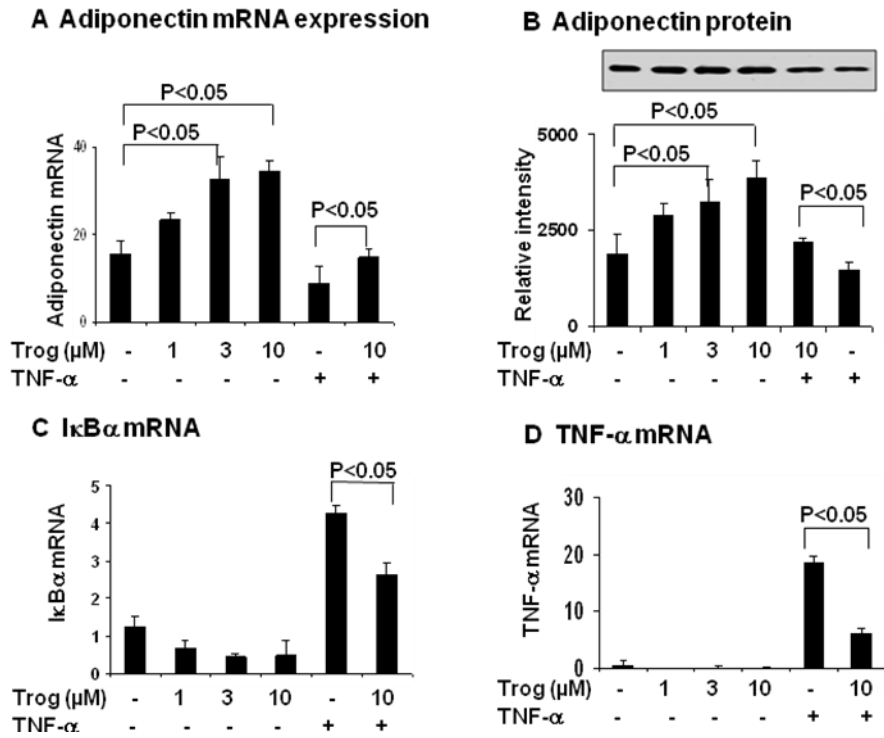 A Adiponectin mRNA expression
P<0.05
P<0.05
P<0.05
Adiponectin mRNA
40
20
0
Trog (µM) - 1 3 10 - 10
TNF-α - - - - + +
B Adiponectin protein
P<0.05
P<0.05
P<0.05
Relative intensity
5000
2500
0
Trog (µM) - 1 3 10 10 -
TNF-α - - - - + +
C IκBα mRNA
P<0.05
IκBα mRNA
5
4
3
2
1
0
Trog (µM) - 1 3 10 - 10
TNF-α - - - - + +
D TNF-α mRNA
P<0.05
TNF-α mRNA
30
20
10
0
Trog (µM) - 1 3 10 - 10
TNF-α - - - - + +